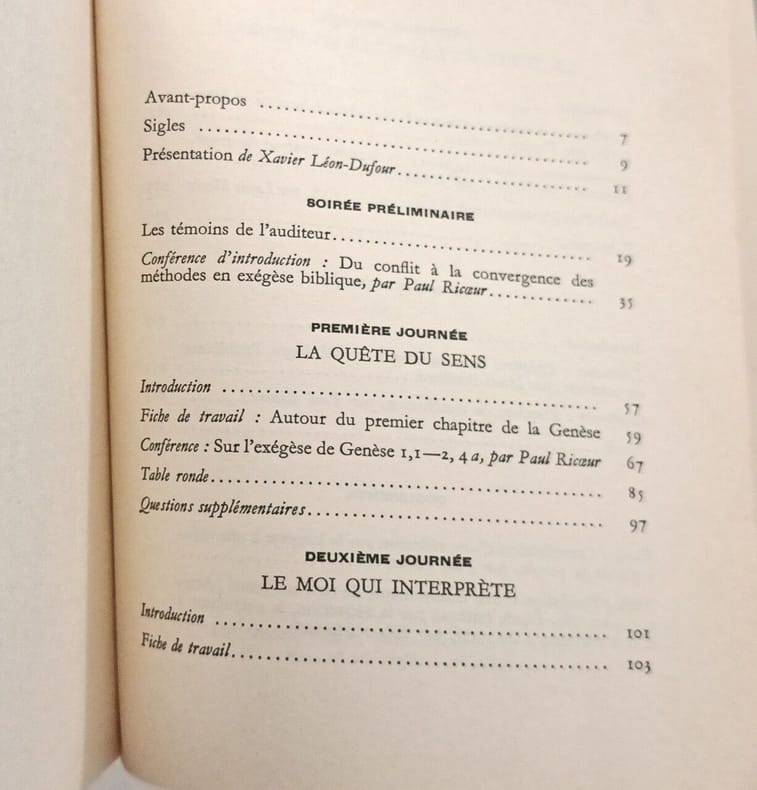 Avant-propos ........ 7
Sigles ........ 9
Présentation de Xavier Léon-Dufour ........ 11
SOIRÉE PRÉLIMINAIRE
Les témoins de l'auditeur ........ 19
Conférence d'introduction : Du conflit à la convergence des
méthodes en exégèse biblique, par Paul Ricœur ........ 35
PREMIÈRE JOURNÉE
LA QUÊTE DU SENS
Introduction ........ 57
Fiche de travail : Autour du premier chapitre de la Genèse 59
Conférence : Sur l'exégèse de Genèse 1,1—2, 4 a, par Paul Ricœur 67
Table ronde ........ 85
Questions supplémentaires ........ 97
DEUXIÈME JOURNÉE
LE MOI QUI INTERPRÈTE
Introduction ........ 101
Fiche de travail ........ 103